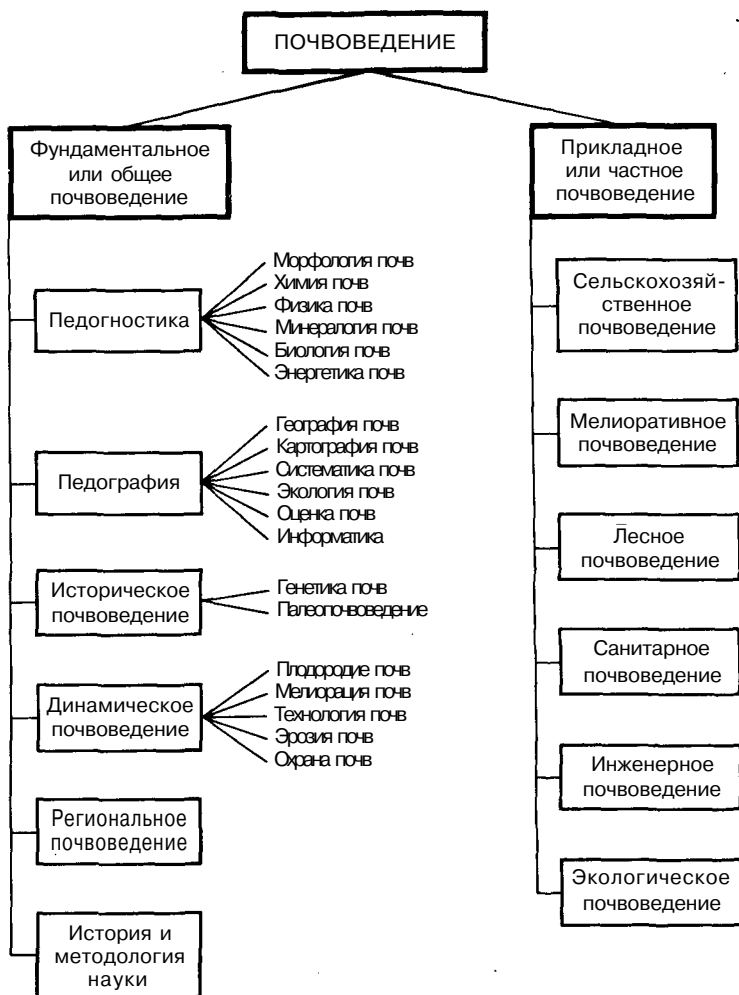 ПОЧВОВЕДЕНИЕ
Фундаментальное
или общее
почвоведение
Педогностика
Морфология почв
Химия почв
Физика почв
Минералогия почв
Биология почв
Энергетика почв
Педография
География почв
Картография почв
Систематика почв
Экология почв
Оценка почв
Информатика
Историческое
почвоведение
Генетика почв
Палеопочвоведение
Динамическое
почвоведение
Плодородие почв
Мелиорация почв
Технология почв
Эрозия почв
Охрана почв
Региональное
почвоведение
История и
методология
науки
Прикладное
или частное
почвоведение
Сельскохозяй-
ственное
почвоведение
Мелиоративное
почвоведение
Лесное
почвоведение
Санитарное
почвоведение
Инженерное
почвоведение
Экологическое
почвоведение